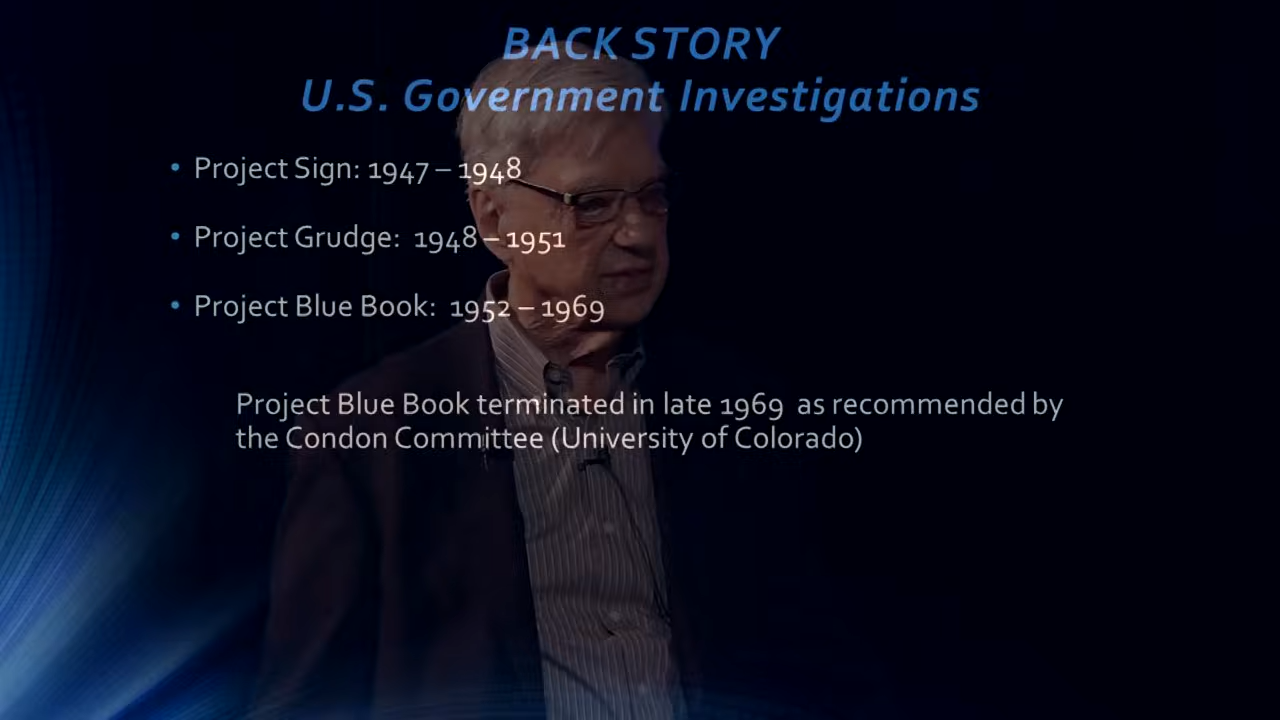 BACK STORY
U.S. Government Investigations
• Project Sign: 1947 – 1948
• Project Grudge: 1948 – 1951
• Project Blue Book: 1952 – 1969
Project Blue Book terminated in late 1969 as recommended by
the Condon Committee (University of Colorado)